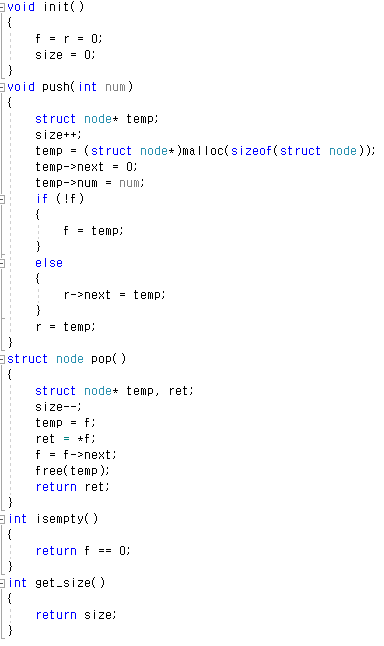 void init()
{
    f = r = 0;
    size = 0;
}
void push(int num)
{
    struct node* temp;
    size++;
    temp = (struct node*)malloc(sizeof(struct node));
    temp->next = 0;
    temp->num = num;
    if (!f)
    {
        f = temp;
    }
    else
    {
        r->next = temp;
    }
    r = temp;
}
struct node pop()
{
    struct node* temp, ret;
    size--;
    temp = f;
    ret = *f;
    f = f->next;
    free(temp);
    return ret;
}
int isempty()
{
    return f == 0;
}
int get_size()
{
    return size;
}